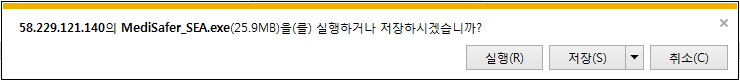 58.229.121.140의 MediSafer_SEA.exe(25.9MB)을(를) 실행하거나 저장하시겠습니까?
실행(R) 저장(S) 취소(C)